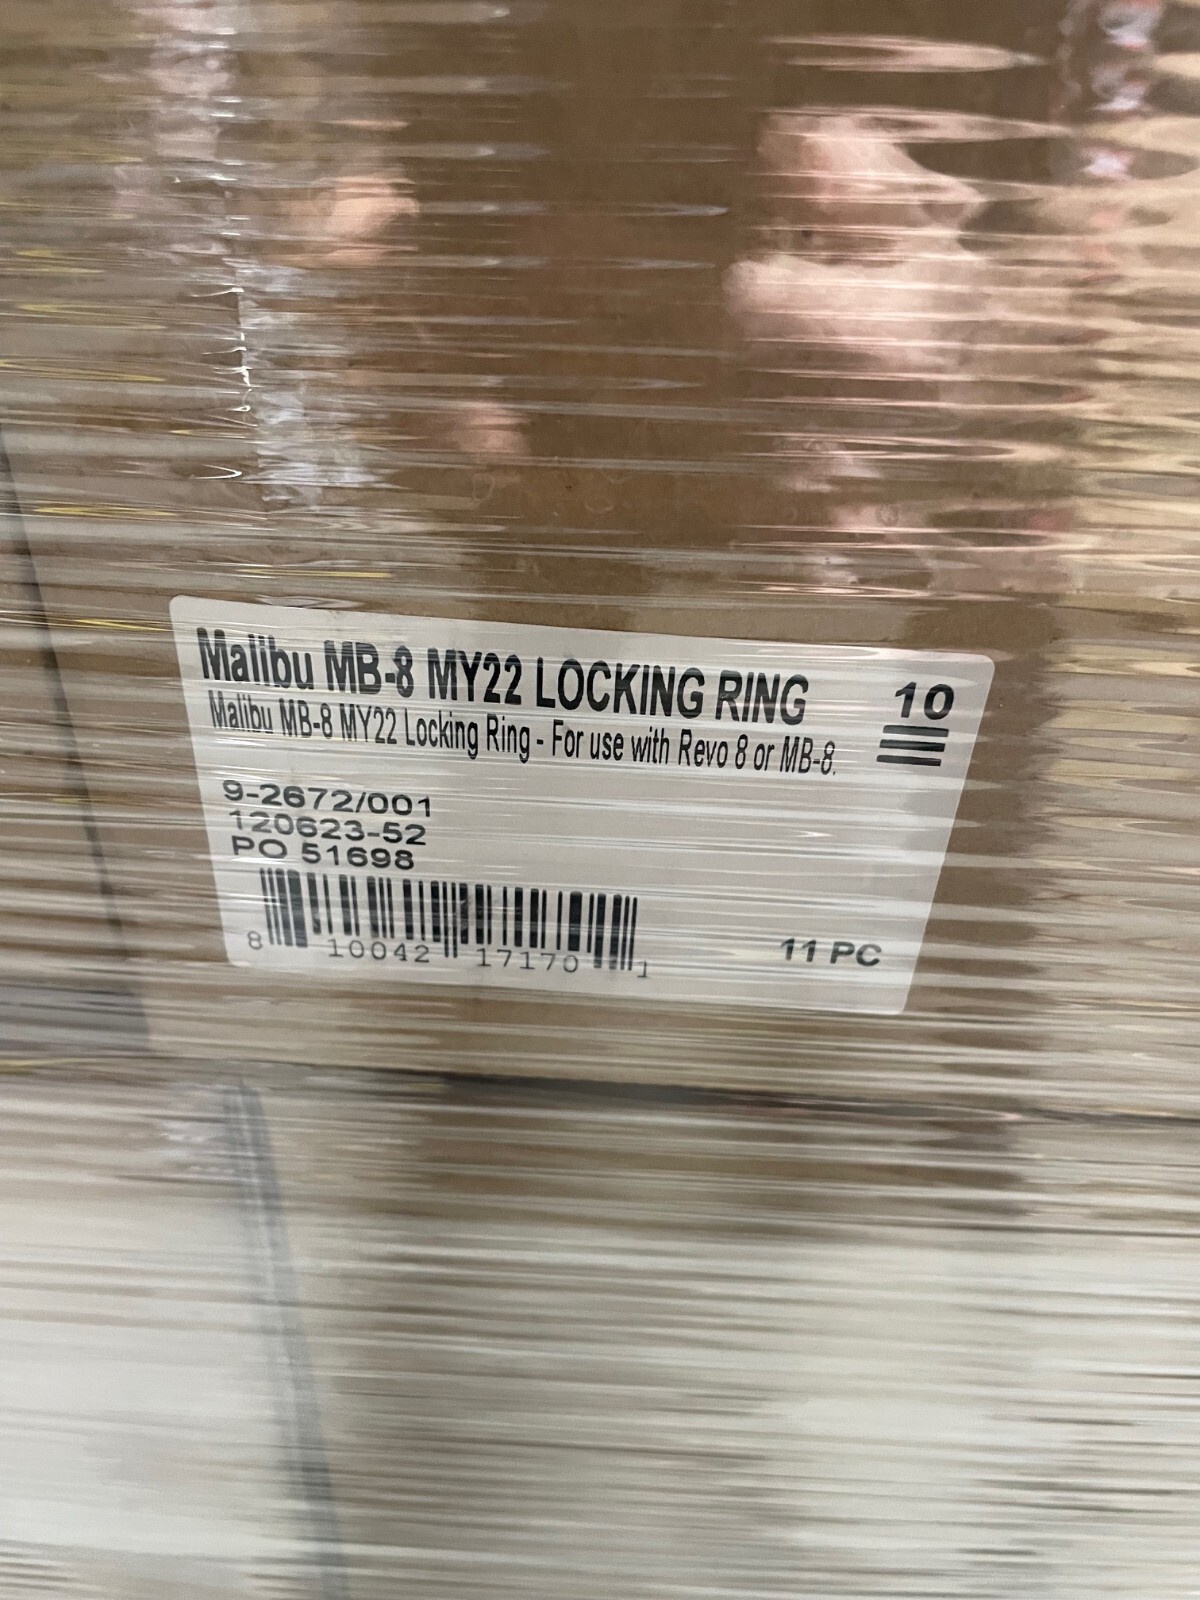 Malibu MB-8 MY22 LOCKING RING
Malibu MB-8 MY22 Locking Ring - For use with Revo 8 or MB-8.
10
9-2672/001
120623-52
PO 51698
8 10042 17170 1
11 PC